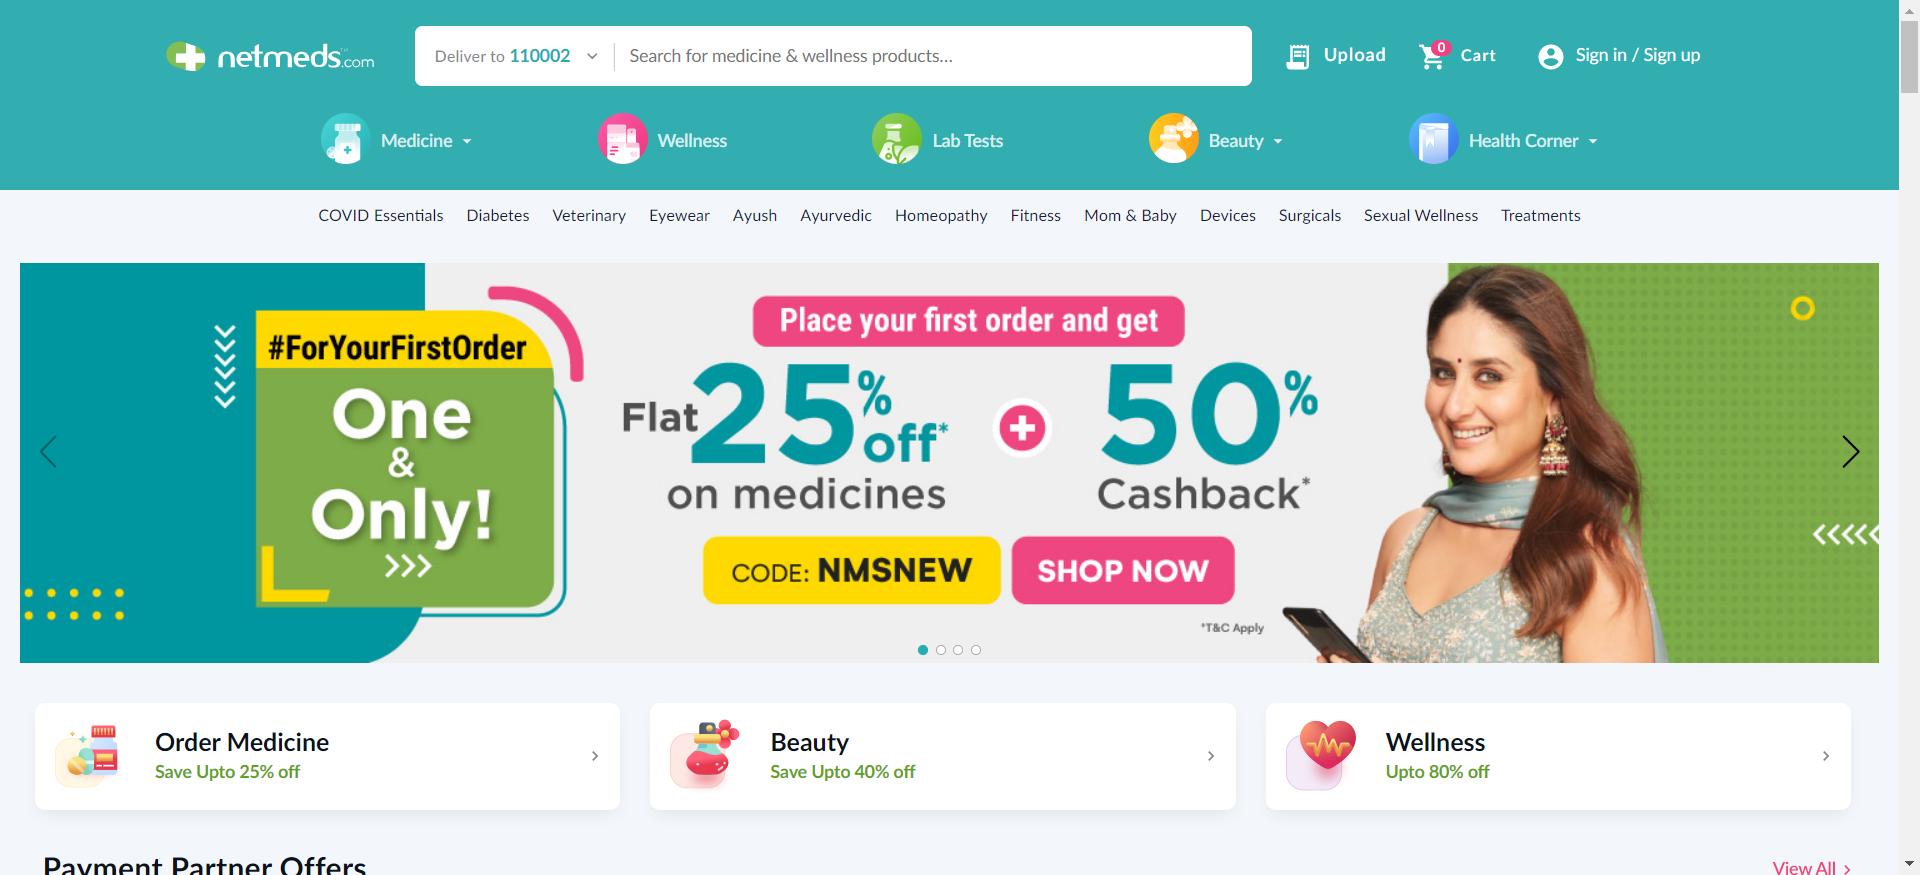 netmeds.com
Deliver to 110002
Search for medicine & wellness products...
Upload
0
Cart
Sign in / Sign up
Medicine
Wellness
Lab Tests
Beauty
Health Corner
COVID Essentials Diabetes Veterinary Eyewear Ayush Ayurvedic Homeopathy Fitness Mom & Baby Devices Surgicals Sexual Wellness Treatments
#ForYourFirstOrder
One
&
Only!
Place your first order and get
Flat 25% off*
on medicines
50%
Cashback*
CODE: NMSNEW
SHOP NOW
*T&C Apply
Order Medicine
Save Upto 25% off
Beauty
Save Upto 40% off
Wellness
Upto 80% off
Payment Partner Offers
View All